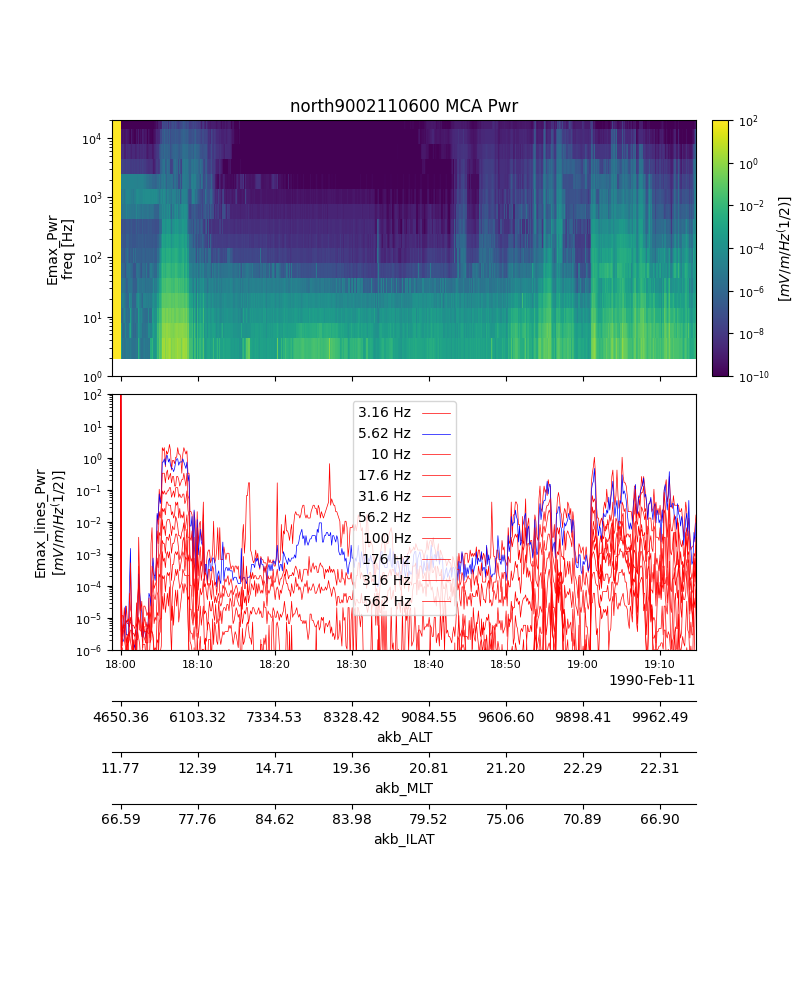 north9002110600 MCA Pwr
Emax_Pwr
freq [Hz]
10^4
10^3
10^2
10^1
10^0
10^2
10^0
10^-2
10^-4
10^-6
10^-8
10^-10
[mV/m/Hz^(1/2)]
Emax_lines_Pwr
[mV/m/Hz^(1/2)]
10^2
10^1
10^0
10^-1
10^-2
10^-3
10^-4
10^-5
10^-6
3.16 Hz
5.62 Hz
10 Hz
17.6 Hz
31.6 Hz
56.2 Hz
100 Hz
176 Hz
316 Hz
562 Hz
18:00 18:10 18:20 18:30 18:40 18:50 19:00 19:10
1990-Feb-11
4650.36 6103.32 7334.53 8328.42 9084.55 9606.60 9898.41 9962.49
akb_ALT
11.77 12.39 14.71 19.36 20.81 21.20 22.29 22.31
akb_MLT
66.59 77.76 84.62 83.98 79.52 75.06 70.89 66.90
akb_ILAT